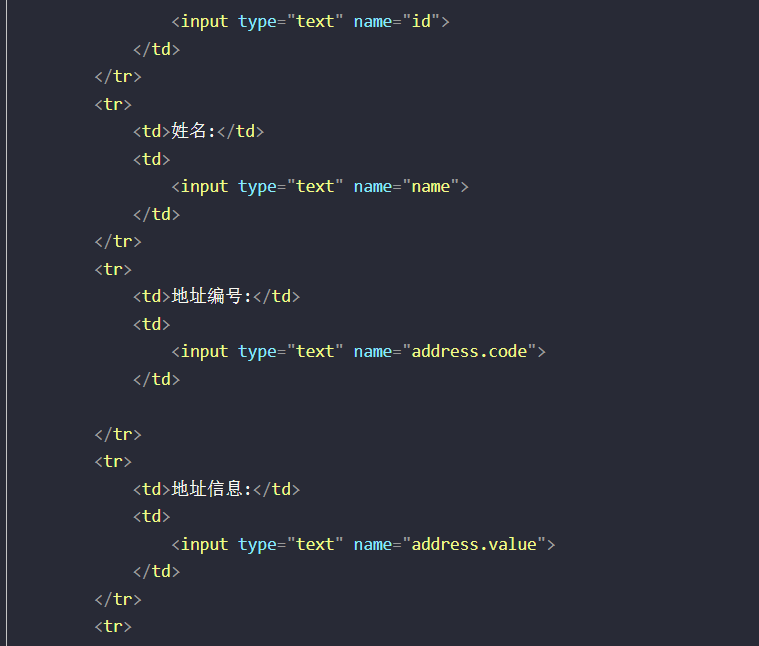 <input type="text" name="id">
</td>
</tr>
<tr>
<td>姓名:</td>
<td>
<input type="text" name="name">
</td>
</tr>
<tr>
<td>地址编号:</td>
<td>
<input type="text" name="address.code">
</td>
</tr>
<tr>
<td>地址信息:</td>
<td>
<input type="text" name="address.value">
</td>
</tr>
<tr>